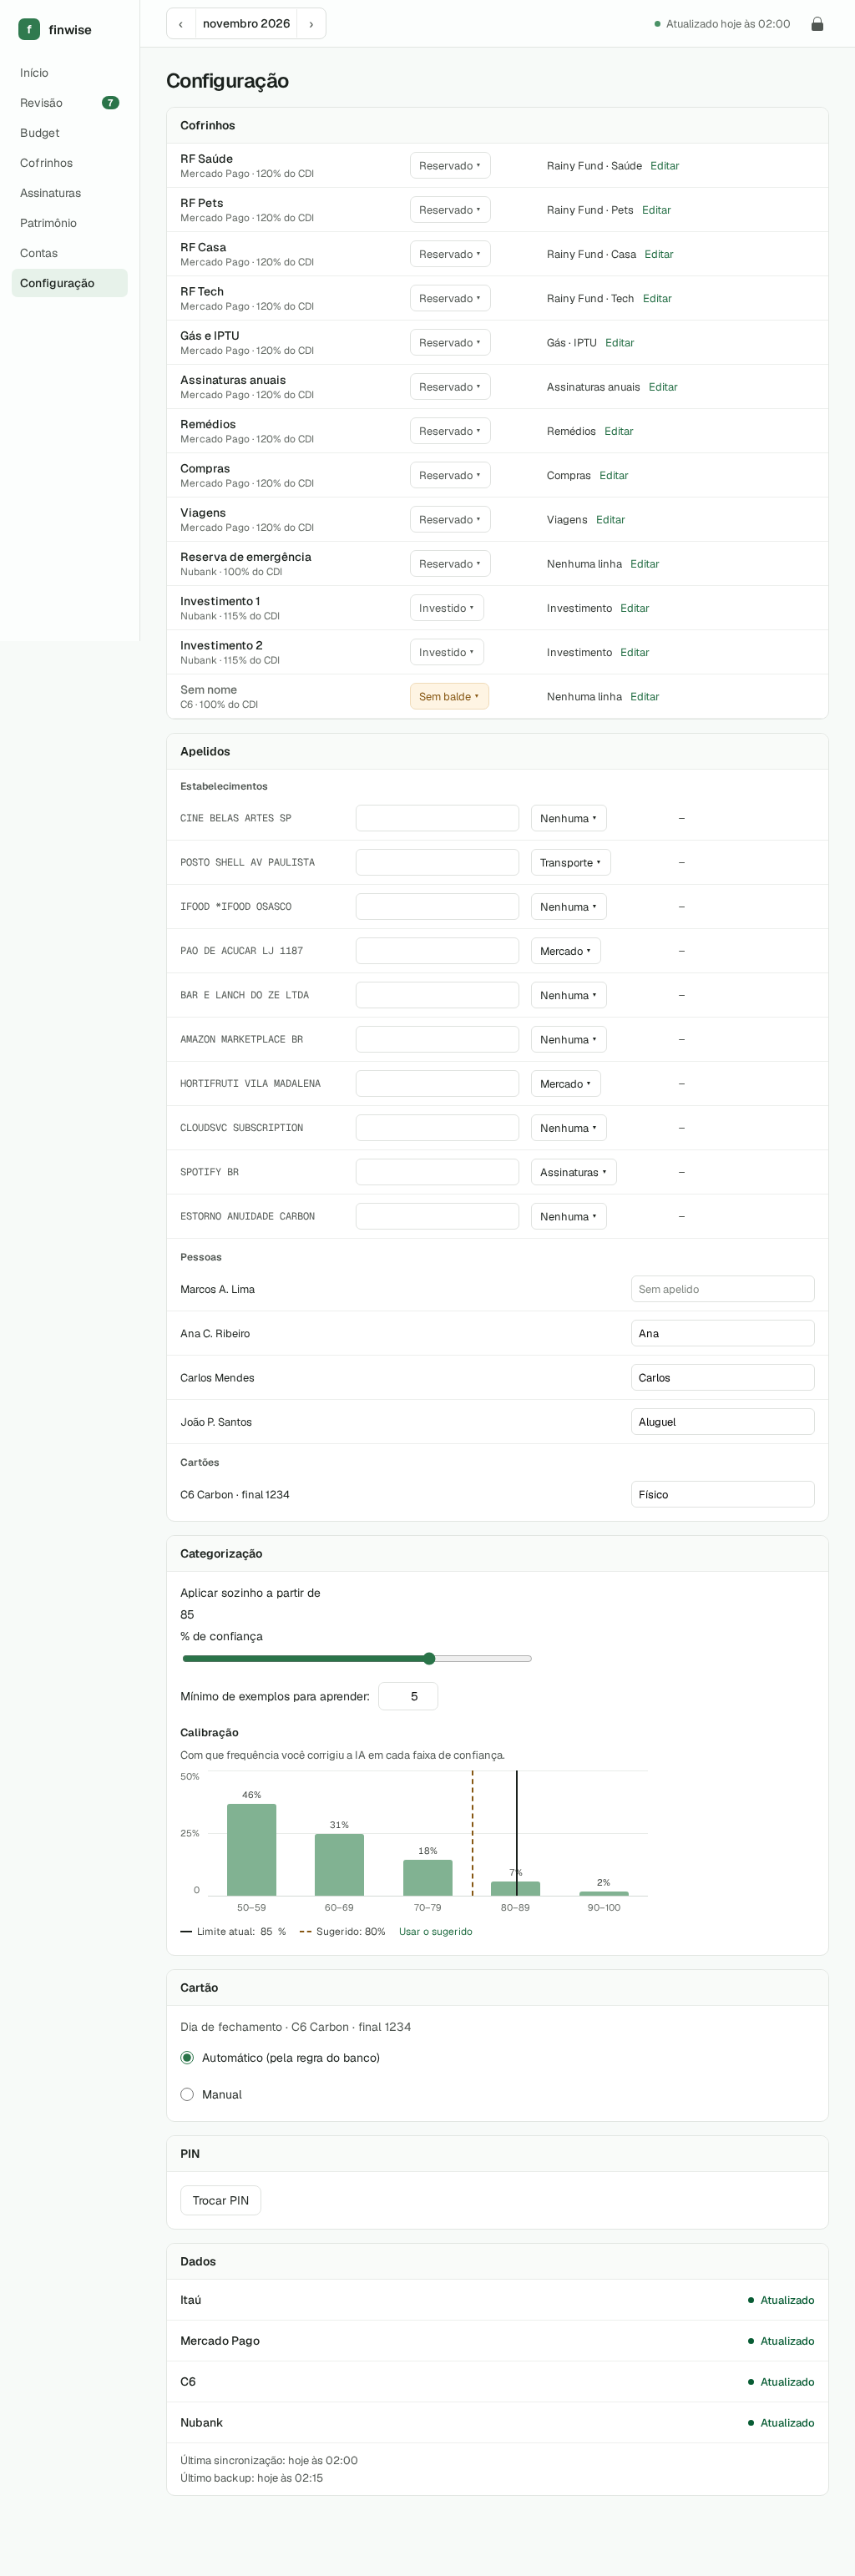 f finwise
Início
Revisão 7
Budget
Cofrinhos
Assinaturas
Patrimônio
Contas
Configuração
‹ novembro 2026 ›
Atualizado hoje às 02:00
Configuração
Cofrinhos
RF Saúde
Mercado Pago · 120% do CDI
Reservado
Rainy Fund · Saúde Editar
RF Pets
Mercado Pago · 120% do CDI
Reservado
Rainy Fund · Pets Editar
RF Casa
Mercado Pago · 120% do CDI
Reservado
Rainy Fund · Casa Editar
RF Tech
Mercado Pago · 120% do CDI
Reservado
Rainy Fund · Tech Editar
Gás e IPTU
Mercado Pago · 120% do CDI
Reservado
Gás · IPTU Editar
Assinaturas anuais
Mercado Pago · 120% do CDI
Reservado
Assinaturas anuais Editar
Remédios
Mercado Pago · 120% do CDI
Reservado
Remédios Editar
Compras
Mercado Pago · 120% do CDI
Reservado
Compras Editar
Viagens
Mercado Pago · 120% do CDI
Reservado
Viagens Editar
Reserva de emergência
Nubank · 100% do CDI
Reservado
Nenhuma linha Editar
Investimento 1
Nubank · 115% do CDI
Investido
Investimento Editar
Investimento 2
Nubank · 115% do CDI
Investido
Investimento Editar
Sem nome
C6 · 100% do CDI
Sem balde
Nenhuma linha Editar
Apelidos
Estabelecimentos
CINE BELAS ARTES SP Nenhuma –
POSTO SHELL AV PAULISTA Transporte –
IFOOD *IFOOD OSASCO Nenhuma –
PAO DE ACUCAR LJ 1187 Mercado –
BAR E LANCH DO ZE LTDA Nenhuma –
AMAZON MARKETPLACE BR Nenhuma –
HORTIFRUTI VILA MADALENA Mercado –
CLOUDSVC SUBSCRIPTION Nenhuma –
SPOTIFY BR Assinaturas –
ESTORNO ANUIDADE CARBON Nenhuma –
Pessoas
Marcos A. Lima Sem apelido
Ana C. Ribeiro Ana
Carlos Mendes Carlos
João P. Santos Aluguel
Cartões
C6 Carbon · final 1234 Físico
Categorização
Aplicar sozinho a partir de
85
% de confiança
Mínimo de exemplos para aprender: 5
Calibração
Com que frequência você corrigiu a IA em cada faixa de confiança.
50%
25%
0
46%
31%
18%
7%
2%
50–59 60–69 70–79 80–89 90–100
Limite atual: 85 % Sugerido: 80% Usar o sugerido
Cartão
Dia de fechamento · C6 Carbon · final 1234
Automático (pela regra do banco)
Manual
PIN
Trocar PIN
Dados
Itaú Atualizado
Mercado Pago Atualizado
C6 Atualizado
Nubank Atualizado
Última sincronização: hoje às 02:00
Último backup: hoje às 02:15